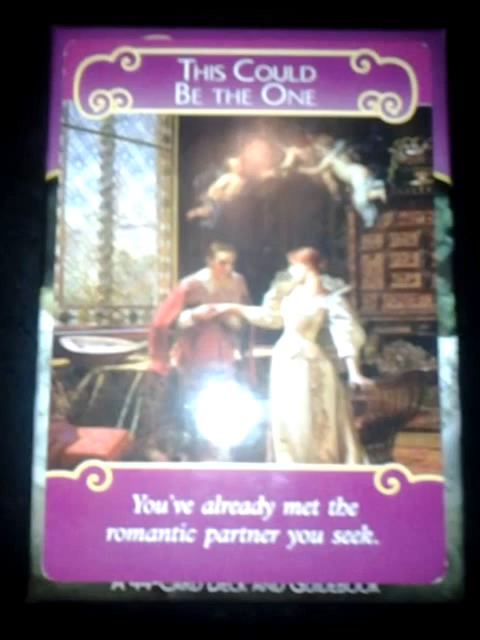 THIS COULD
BE THE ONE
You've already met the
romantic partner you seek.
A 44-CARD DECK AND GUIDEBOOK